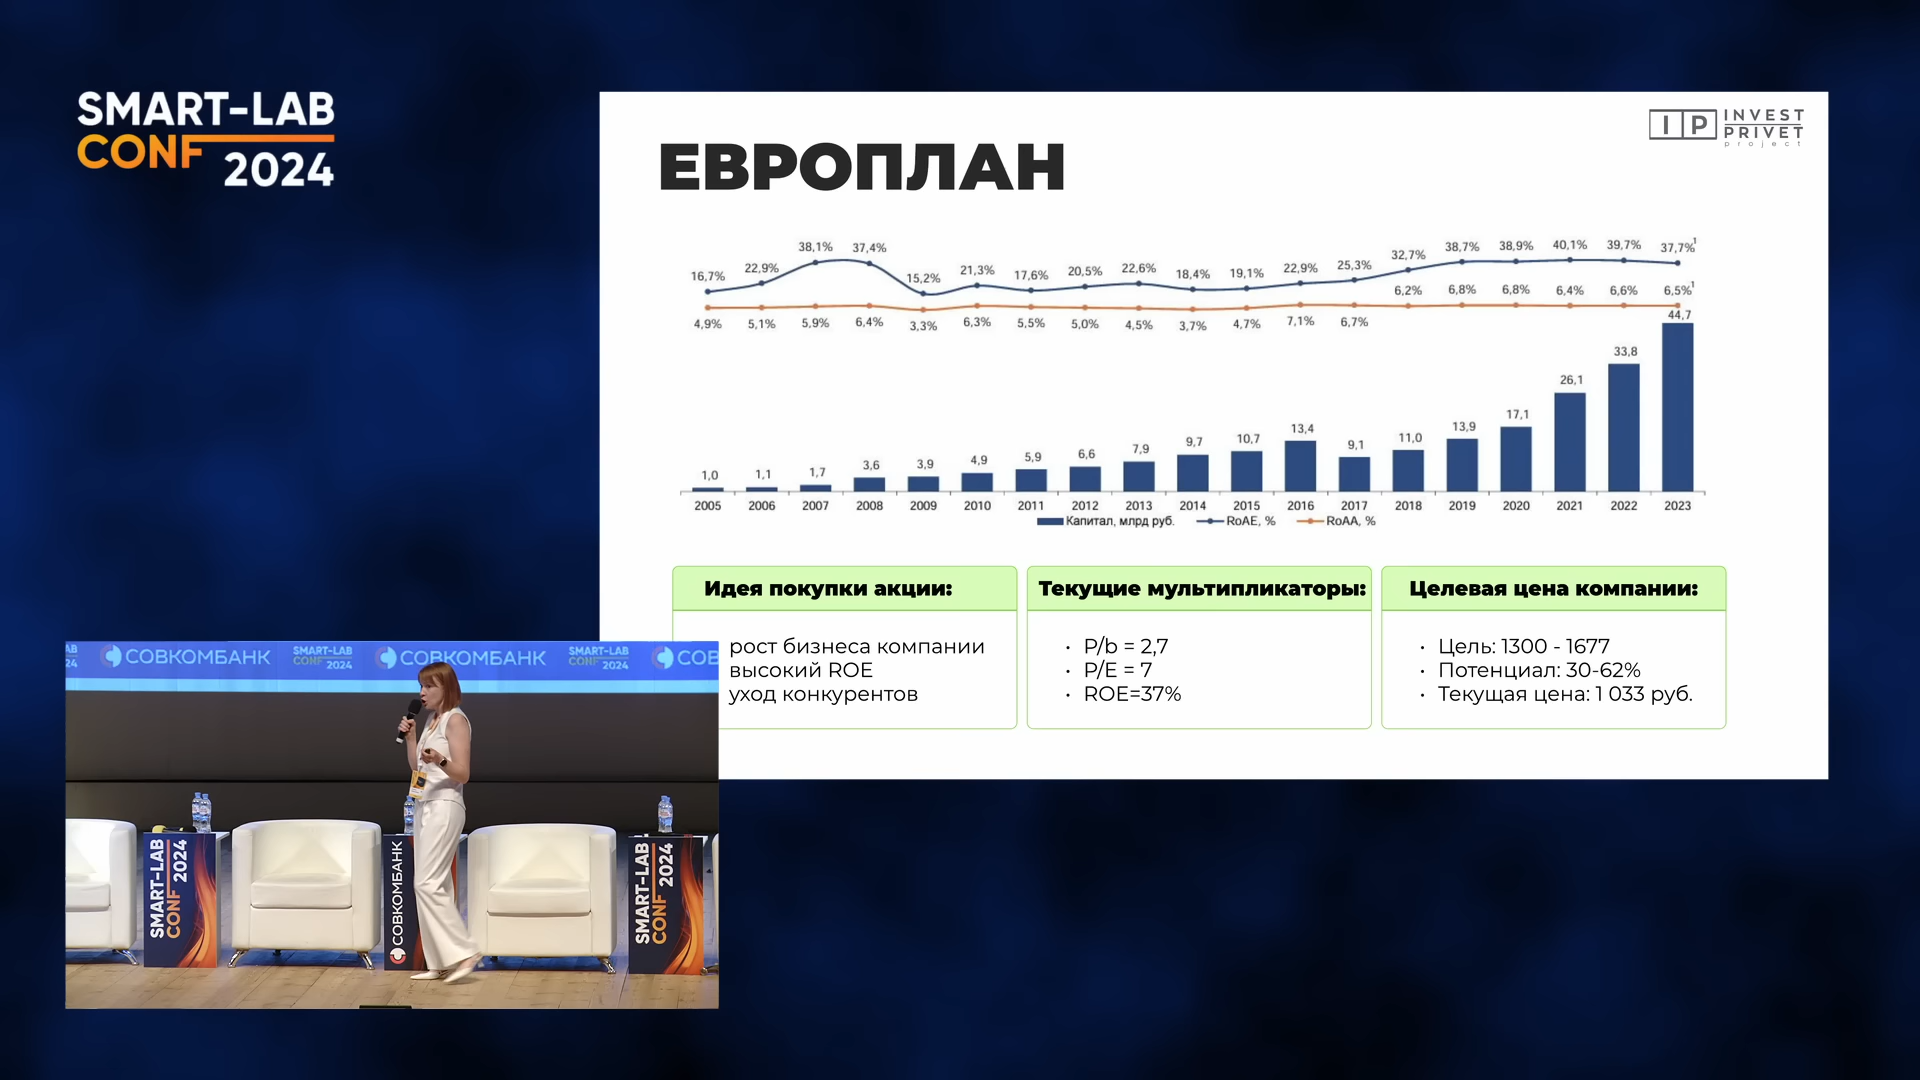 SMART-LAB
CONF
2024
INVEST
PRIVET
project
IP
ЕВРОПЛАН
38,1% 37,4% 38,7% 38,9% 40,1% 39,7% 37,7%¹
16,7% 22,9% 15,2% 21,3% 17,6% 20,5% 22,6% 18,4% 19,1% 22,9% 25,3% 32,7%
6,2% 6,8% 6,8% 6,4% 6,6% 6,5%¹
4,9% 5,1% 5,9% 6,4% 3,3% 6,3% 5,5% 5,0% 4,5% 3,7% 4,7% 7,1% 6,7%
1,0 1,1 1,7 3,6 3,9 4,9 5,9 6,6 7,9 9,7 10,7 13,4 9,1 11,0 13,9 17,1 26,1 33,8 44,7
2005 2006 2007 2008 2009 2010 2011 2012 2013 2014 2015 2016 2017 2018 2019 2020 2021 2022 2023
Капитал, млрд руб. RoAE, % RoAA, %
Идея покупки акции:
рост бизнеса компании
высокий ROE
уход конкурентов
Текущие мультипликаторы:
• P/b = 2,7
• P/E = 7
• ROE=37%
Целевая цена компании:
• Цель: 1300 - 1677
• Потенциал: 30-62%
• Текущая цена: 1 033 руб.
АВ
24
СОВКОМБАНК
SMART-LAB
CONF 2024
СОВКОМБАНК
SMART-LAB
CONF 2024
СОВ
SMART-LAB
CONF 2024
СОВКОМБАНК
SMART-LAB
CONF 2024